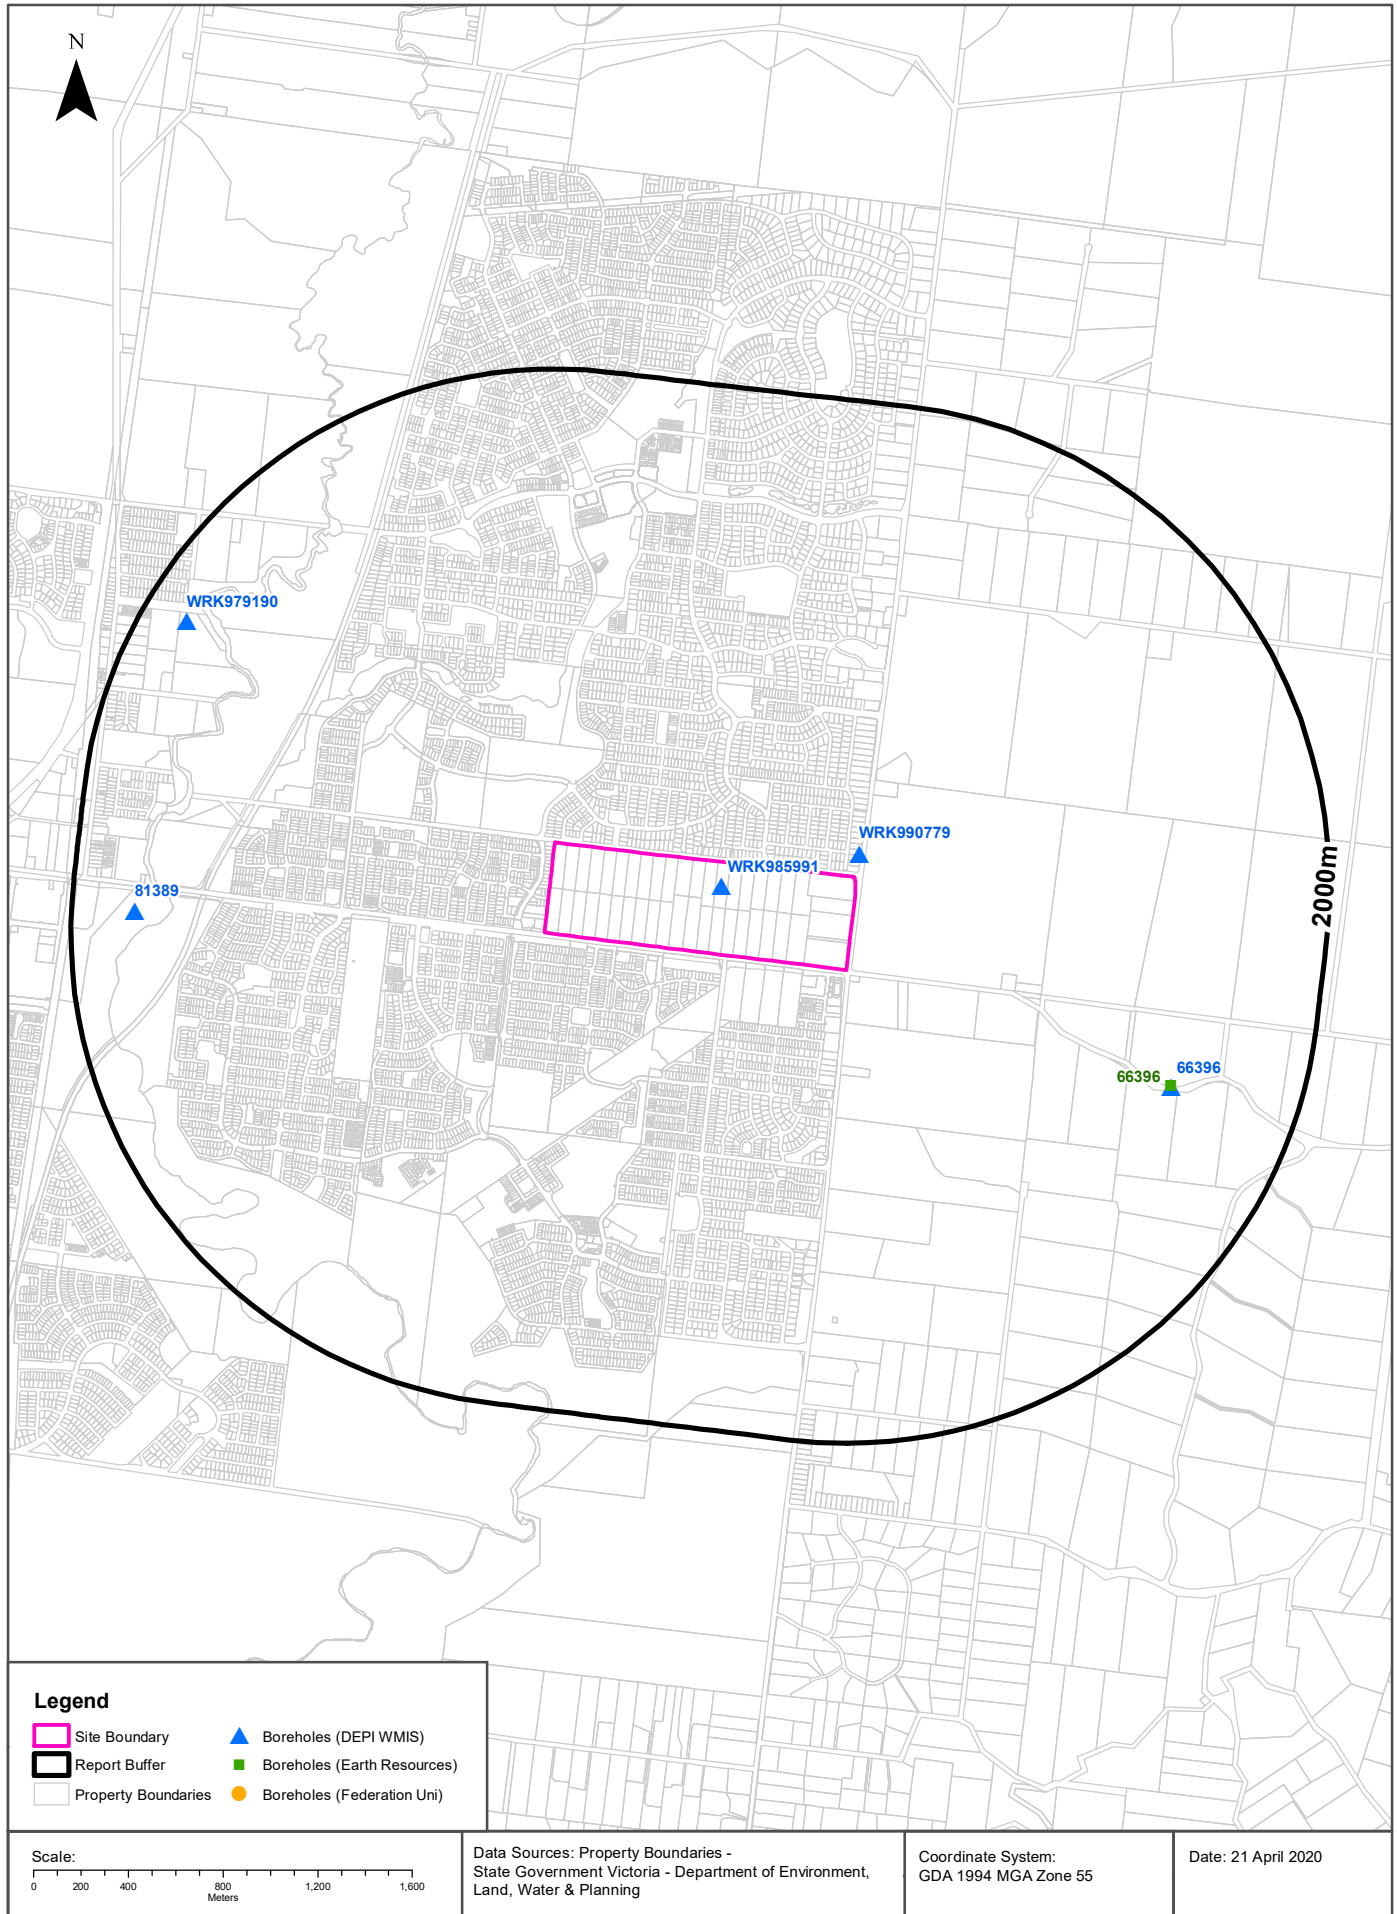 N
WRK979190
WRK990779
WRK985991
81389
2000m
66396
66396
Legend
Site Boundary
Boreholes (DEPI WMIS)
Report Buffer
Boreholes (Earth Resources)
Property Boundaries
Boreholes (Federation Uni)
Scale:
0 200 400 800 1,200 1,600
Meters
Data Sources: Property Boundaries -
State Government Victoria - Department of Environment,
Land, Water & Planning
Coordinate System:
GDA 1994 MGA Zone 55
Date: 21 April 2020